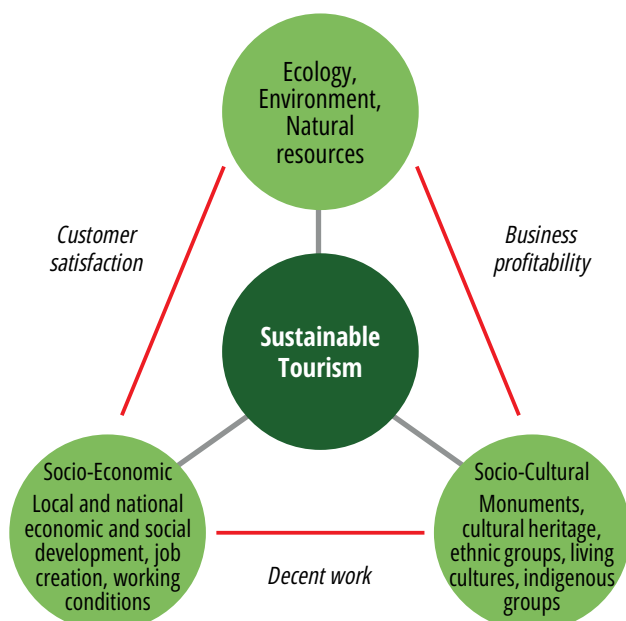 Ecology,
Environment,
Natural
resources
Customer
satisfaction
Business
profitability
Sustainable
Tourism
Socio-Economic
Local and national
economic and social
development, job
creation, working
conditions
Decent work
Socio-Cultural
Monuments,
cultural heritage,
ethnic groups, living
cultures, indigenous
groups